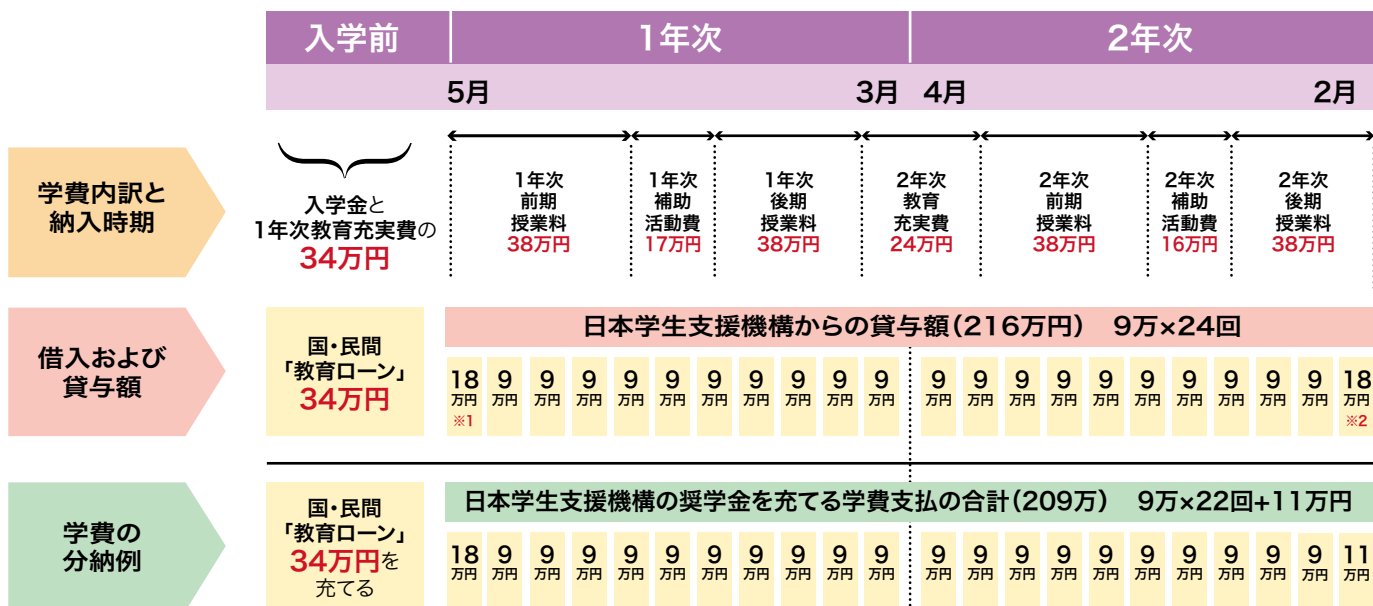 入学前
1年次
2年次
5月
3月
4月
2月
学費内訳と
納入時期
入学金と
1年次教育充実費の
34万円
1年次
前期
授業料
38万円
1年次
補助
活動費
17万円
1年次
後期
授業料
38万円
2年次
教育
充実費
24万円
2年次
前期
授業料
38万円
2年次
補助
活動費
16万円
2年次
後期
授業料
38万円
借入および
貸与額
国・民間
「教育ローン」
34万円
日本学生支援機構からの貸与額(216万円) 9万×24回
18 9 9 9 9 9 9 9 9 9 9 9 9 9 9 9 9 9 9 9 9 18
万円 万円 万円 万円 万円 万円 万円 万円 万円 万円 万円 万円 万円 万円 万円 万円 万円 万円 万円 万円 万円 万円
※1 ※2
学費の
分納例
国・民間
「教育ローン」
34万円を
充てる
日本学生支援機構の奨学金を充てる学費支払の合計(209万) 9万×22回+11万円
18 9 9 9 9 9 9 9 9 9 9 9 9 9 9 9 9 9 9 9 9 11
万円 万円 万円 万円 万円 万円 万円 万円 万円 万円 万円 万円 万円 万円 万円 万円 万円 万円 万円 万円 万円 万円